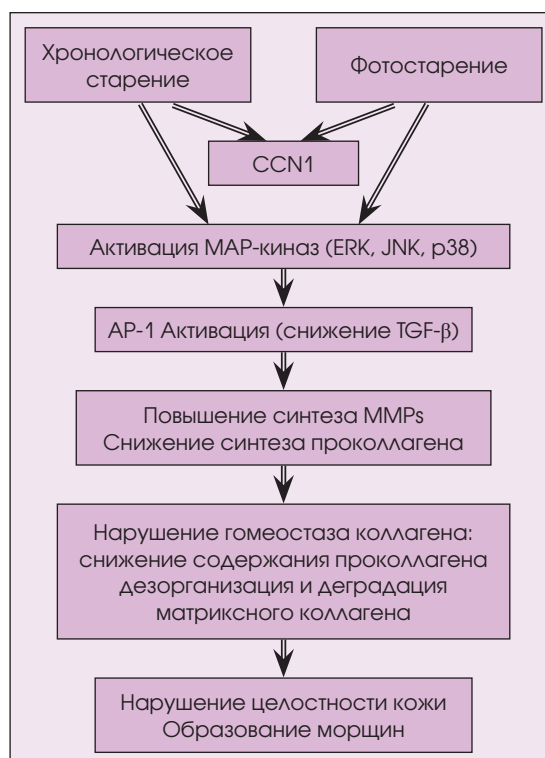 Хронологическое
старение
Фотостарение
CCN1
Активация MAP-киназ (ERK, JNK, p38)
AP-1 Активация (снижение TGF-β)
Повышение синтеза MMPs
Снижение синтеза проколлагена
Нарушение гомеостаза коллагена:
снижение содержания проколлагена
дезорганизация и деградация
матриксного коллагена
Нарушение целостности кожи
Образование морщин